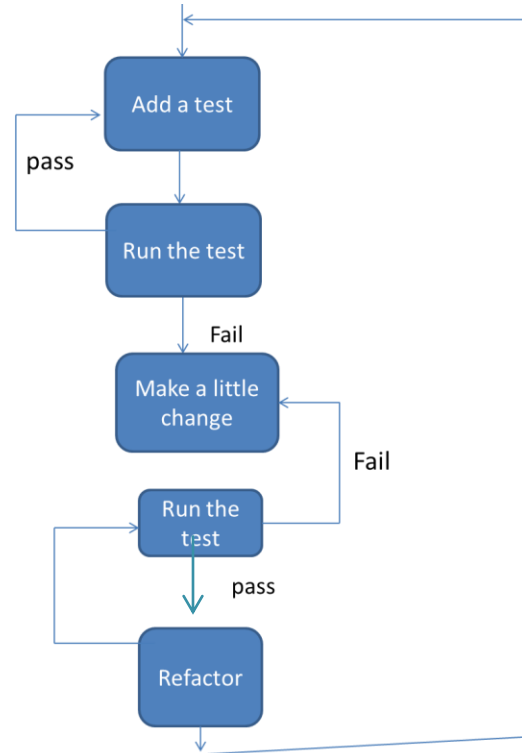 Add a test
pass
Run the test
Fail
Make a little
change
Fail
Run the
test
pass
Refactor